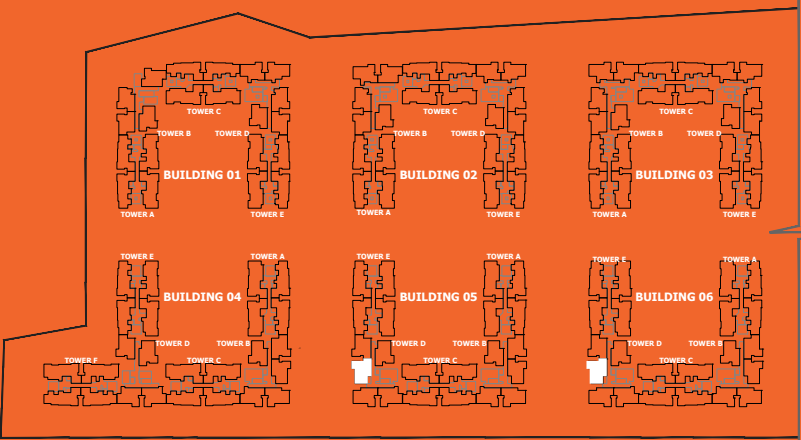 TOWER C TOWER C TOWER C
TOWER B TOWER D TOWER B TOWER D TOWER B TOWER D
BUILDING 01 BUILDING 02 BUILDING 03
TOWER A TOWER E TOWER A TOWER E TOWER A TOWER E
TOWER E TOWER A TOWER E TOWER A TOWER E TOWER A
BUILDING 04 BUILDING 05 BUILDING 06
TOWER D TOWER B TOWER D TOWER B TOWER D TOWER B
TOWER F TOWER C TOWER C TOWER C